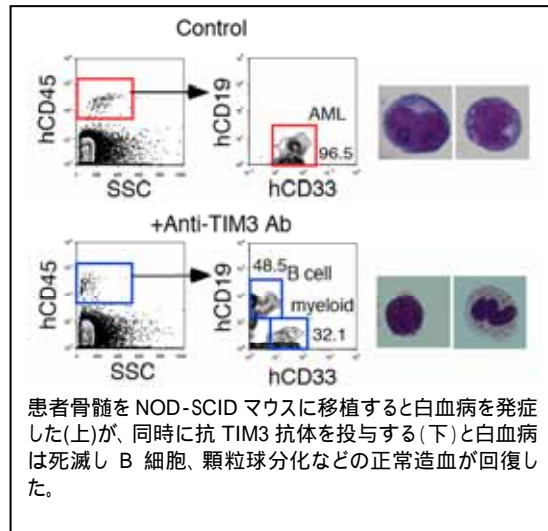 Control
hCD45
hCD19
AML
96.5
SSC
hCD33
+Anti-TIM3 Ab
hCD45
hCD19
48.5 B cell
myeloid
32.1
SSC
hCD33
患者骨髄を NOD-SCID マウスに移植すると白血病を発症
した(上)が、同時に抗 TIM3 抗体を投与する(下)と白血病
は死滅し B 細胞、顆粒球分化などの正常造血が回復し
た。